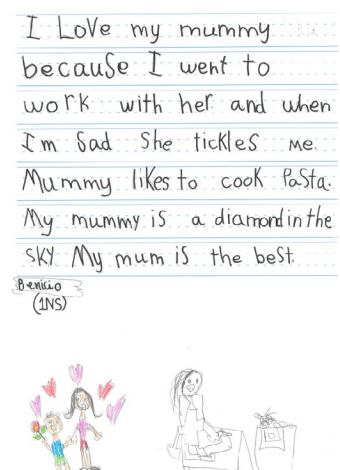 I Love my mummy
because I went to
work with her and when
I'm sad she tickles me.
Mummy likes to cook Pasta.
My mummy is a diamond in the
SKY. My mum is the best.
Benicio
(1NS)